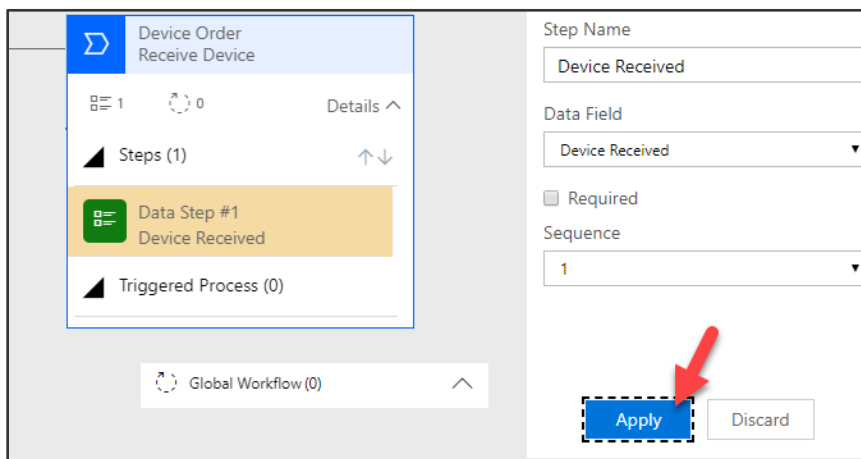 Device Order
Receive Device
1
0
Details
Steps (1)
Data Step #1
Device Received
Triggered Process (0)
Global Workflow (0)
Step Name
Device Received
Data Field
Device Received
Required
Sequence
1
Apply
Discard